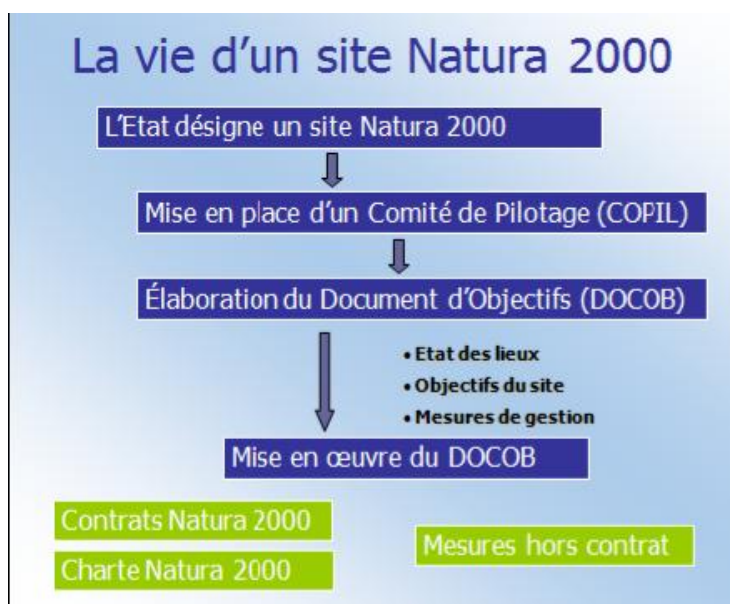 La vie d'un site Natura 2000
L'Etat désigne un site Natura 2000
Mise en place d'un Comité de Pilotage (COPIL)
Élaboration du Document d'Objectifs (DOCOB)
• Etat des lieux
• Objectifs du site
• Mesures de gestion
Mise en œuvre du DOCOB
Contrats Natura 2000
Charte Natura 2000
Mesures hors contrat